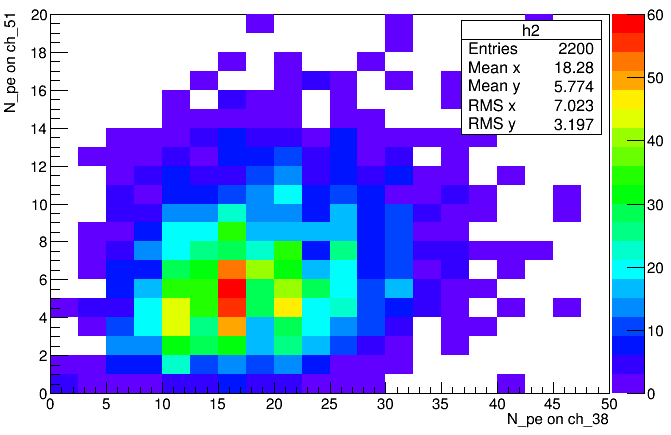 N_pe on ch_51
20
18
16
14
12
10
8
6
4
2
0
h2
Entries 2200
Mean x 18.28
Mean y 5.774
RMS x 7.023
RMS y 3.197
60
50
40
30
20
10
0
0 5 10 15 20 25 30 35 40 45 50
N_pe on ch_38